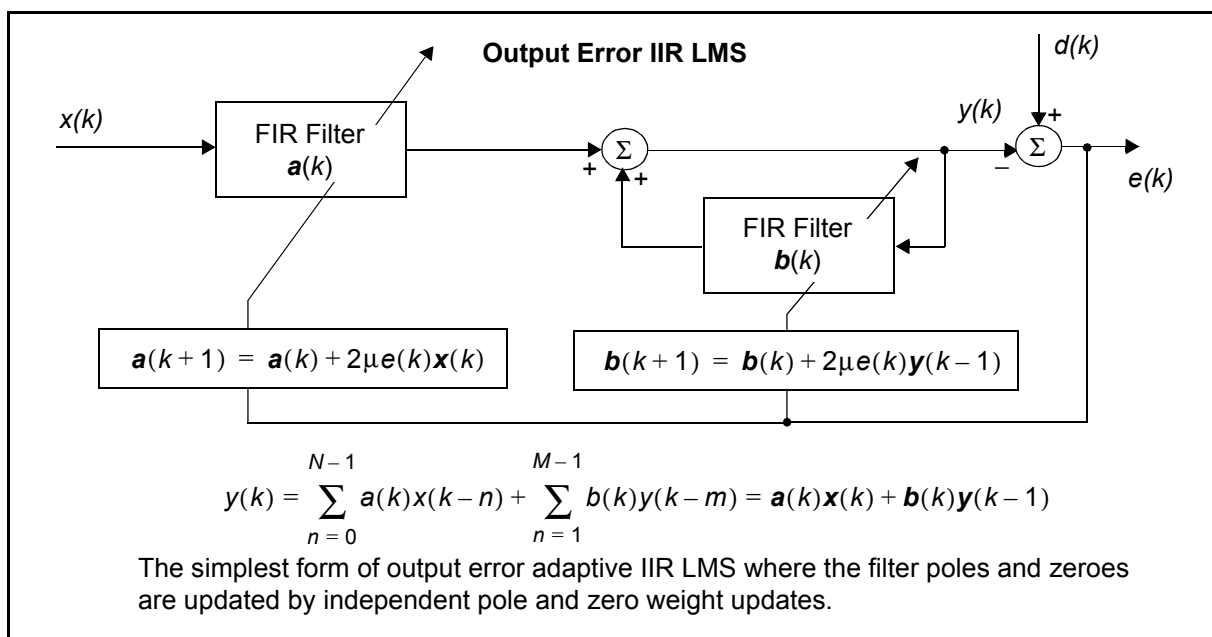 Output Error IIR LMS
d(k)
x(k)
FIR Filter
a(k)
Σ
+
+
y(k)
+
Σ
–
e(k)
FIR Filter
b(k)
a(k + 1) = a(k) + 2μe(k)x(k)
b(k + 1) = b(k) + 2μe(k)y(k – 1)
y(k) = ∑_{n = 0}^{N – 1} a(k)x(k – n) + ∑_{n = 1}^{M – 1} b(k)y(k – m) = a(k)x(k) + b(k)y(k – 1)
The simplest form of output error adaptive IIR LMS where the filter poles and zeroes
are updated by independent pole and zero weight updates.